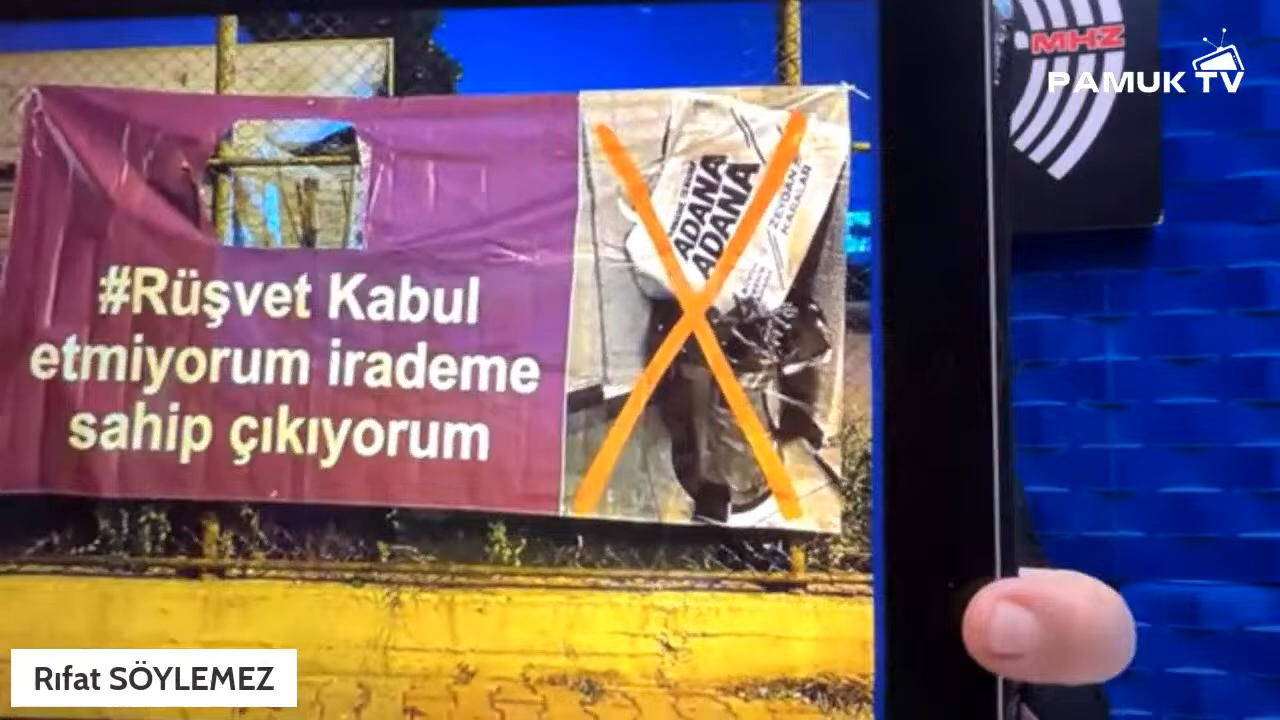 MHZ
PAMUK TV
#Rüşvet Kabul
etmiyorum irademe
sahip çıkıyorum
ADANA
ADANA
ZEYDAN
KARALAR
Rıfat SÖYLEMEZ